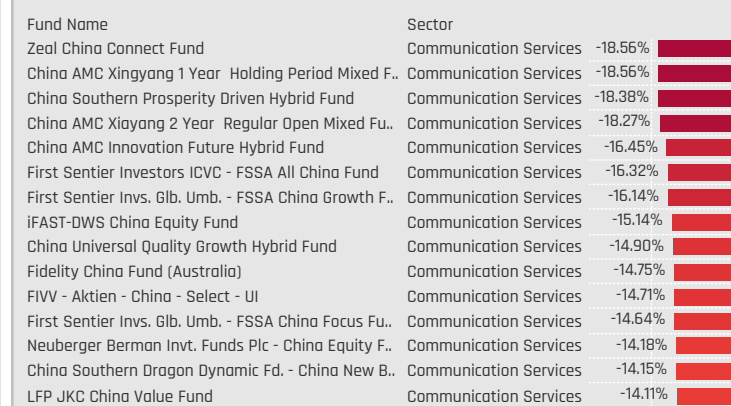 Fund Name Sector
Zeal China Connect Fund Communication Services -18.56%
China AMC Xingyang 1 Year Holding Period Mixed F.. Communication Services -18.56%
China Southern Prosperity Driven Hybrid Fund Communication Services -18.38%
China AMC Xiayang 2 Year Regular Open Mixed Fu.. Communication Services -18.27%
China AMC Innovation Future Hybrid Fund Communication Services -16.45%
First Sentier Investors ICVC - FSSA All China Fund Communication Services -16.32%
First Sentier Invs. Glb. Umb. - FSSA China Growth F.. Communication Services -16.14%
iFAST-DWS China Equity Fund Communication Services -15.14%
China Universal Quality Growth Hybrid Fund Communication Services -14.90%
Fidelity China Fund (Australia) Communication Services -14.75%
FIVV - Aktien - China - Select - UI Communication Services -14.71%
First Sentier Invs. Glb. Umb. - FSSA China Focus Fu.. Communication Services -14.64%
Neuberger Berman Invt. Funds Plc - China Equity F.. Communication Services -14.18%
China Southern Dragon Dynamic Fd. - China New B.. Communication Services -14.15%
LFP JKC China Value Fund Communication Services -14.11%